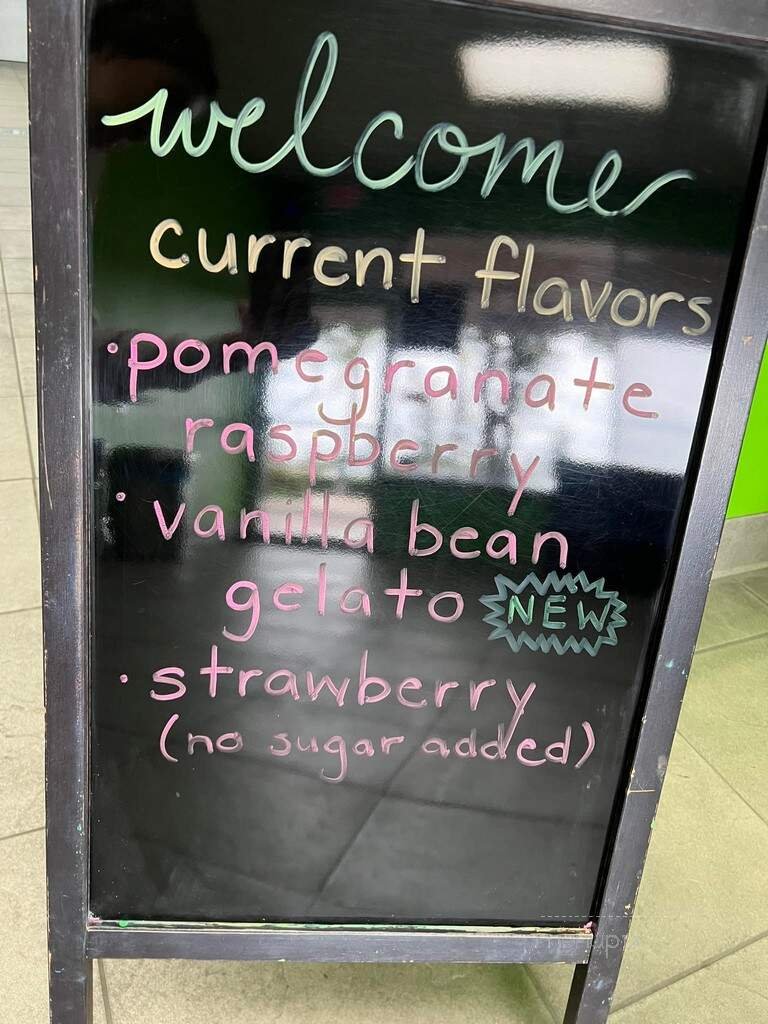 welcome
current flavors
• pomegranate
raspberry
• vanilla bean
gelato NEW
• strawberry
(no sugar added)